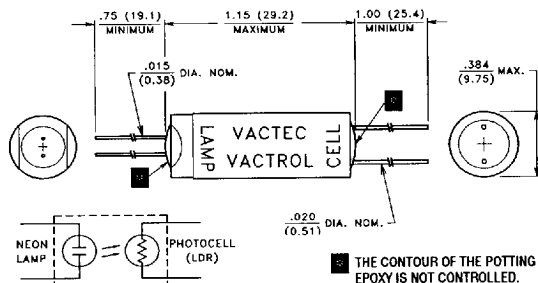 .75 (19.1)
MINIMUM
1.15 (29.2)
MAXIMUM
1.00 (25.4)
MINIMUM
.015
(0.38)
DIA. NOM.
.384
(9.75)
MAX.
LAMP
VACTEC
VACTROL
CELL
.020
(0.51)
DIA. NOM.
NEON
LAMP
PHOTOCELL
(LDR)
THE CONTOUR OF THE POTTING
EPOXY IS NOT CONTROLLED.